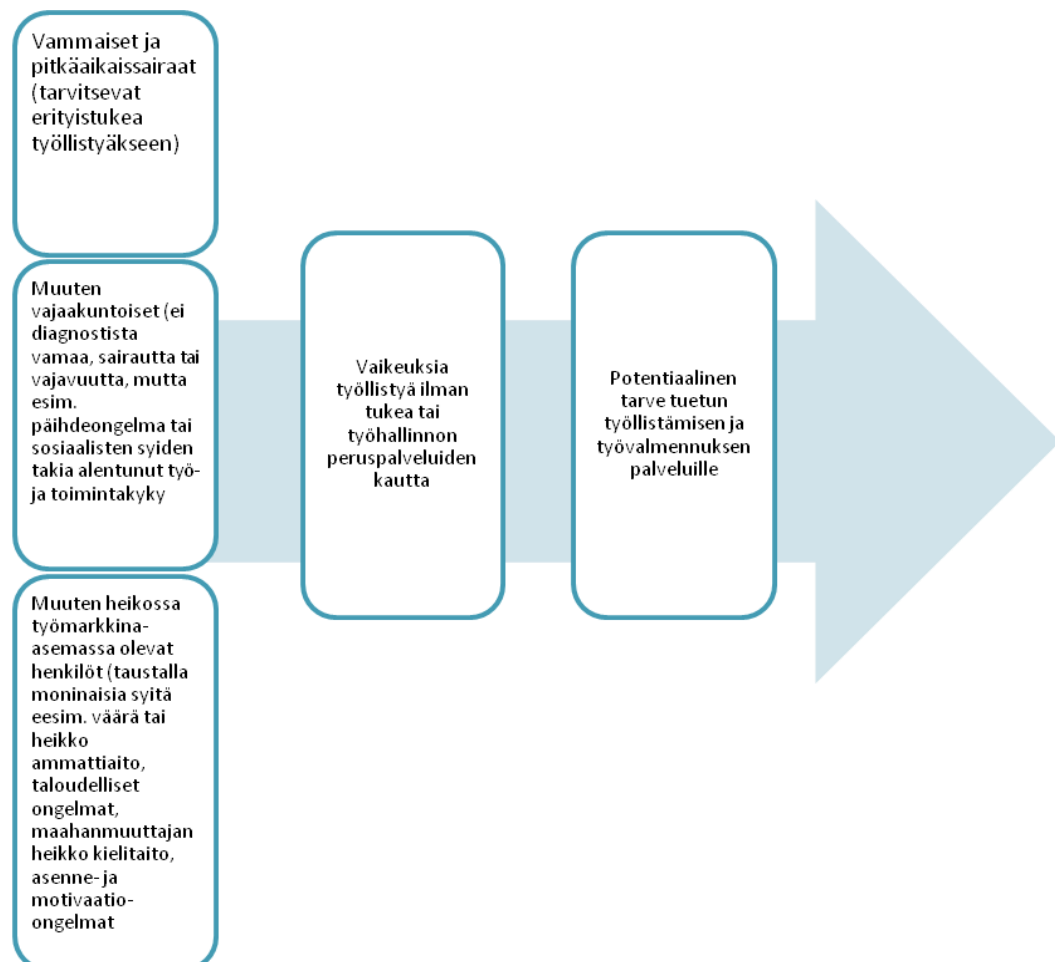 Vammaiset ja
pitkäaikaissairaat
(tarvitsevat
erityistukea
työllistyäkseen)
Muuten
vajaakuntoiset (ei
diagnostista
vamaa, sairautta tai
vajavuutta, mutta
esim.
päihdeongelma tai
sosiaalisten syiden
takia alentunut työ-
ja toimintakyky
Muuten heikossa
työmarkkina-
asemassa olevat
henkilöt (taustalla
moninaisia syitä
eesim. väärä tai
heikko
ammattiaito,
taloudelliset
ongelmat,
maahanmuuttajan
heikko kielitaito,
asenne- ja
motivaatio-
ongelmat
Vaikeuksia
työllistyä ilman
tukea tai
työhallinnon
peruspalveluiden
kautta
Potentiaalinen
tarve tuetun
työllistämisen ja
työvalmennuksen
palveluille